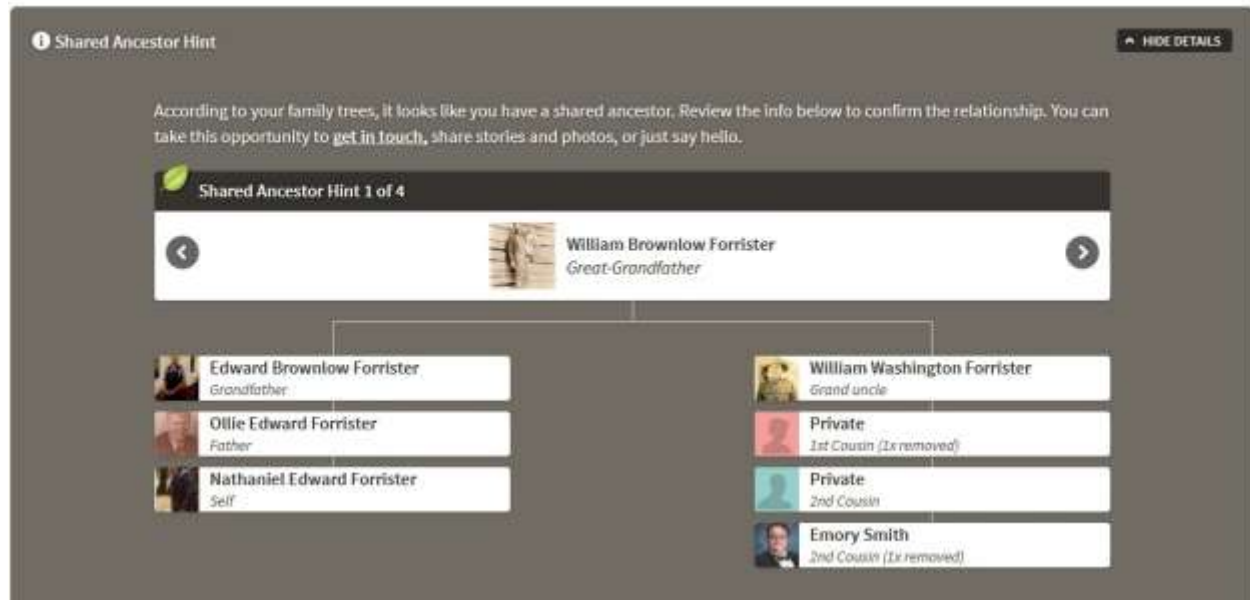 Shared Ancestor Hint
HIDE DETAILS
According to your family trees, it looks like you have a shared ancestor. Review the info below to confirm the relationship. You can
take this opportunity to get in touch, share stories and photos, or just say hello.
Shared Ancestor Hint 1 of 4
William Brownlow Forrister
Great-Grandfather
Edward Brownlow Forrister
Grandfather
Ollie Edward Forrister
Father
Nathaniel Edward Forrister
Self
William Washington Forrister
Grand uncle
Private
1st Cousin (1x removed)
Private
2nd Cousin
Emory Smith
2nd Cousin (1x removed)